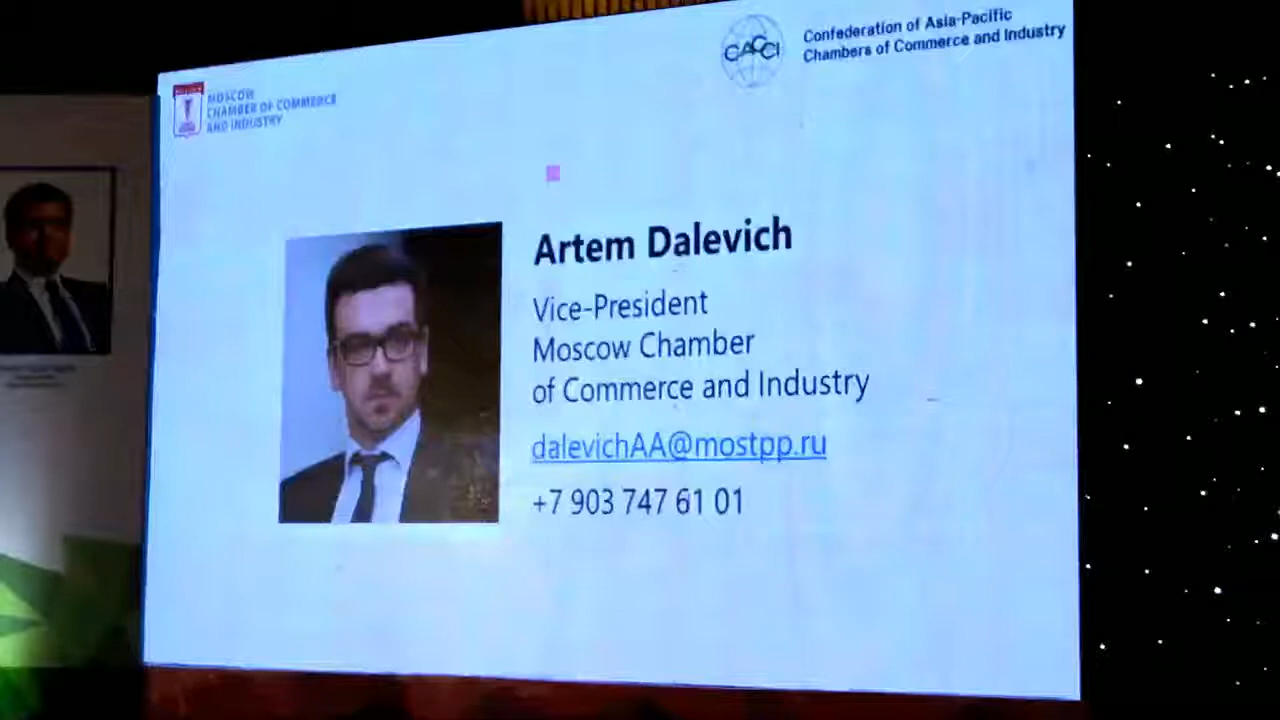 MOSCOW
CHAMBER OF COMMERCE
AND INDUSTRY
CACCI
Confederation of Asia-Pacific
Chambers of Commerce and Industry
Artem Dalevich
Vice-President
Moscow Chamber
of Commerce and Industry
dalevichAA@mostpp.ru
+7 903 747 61 01